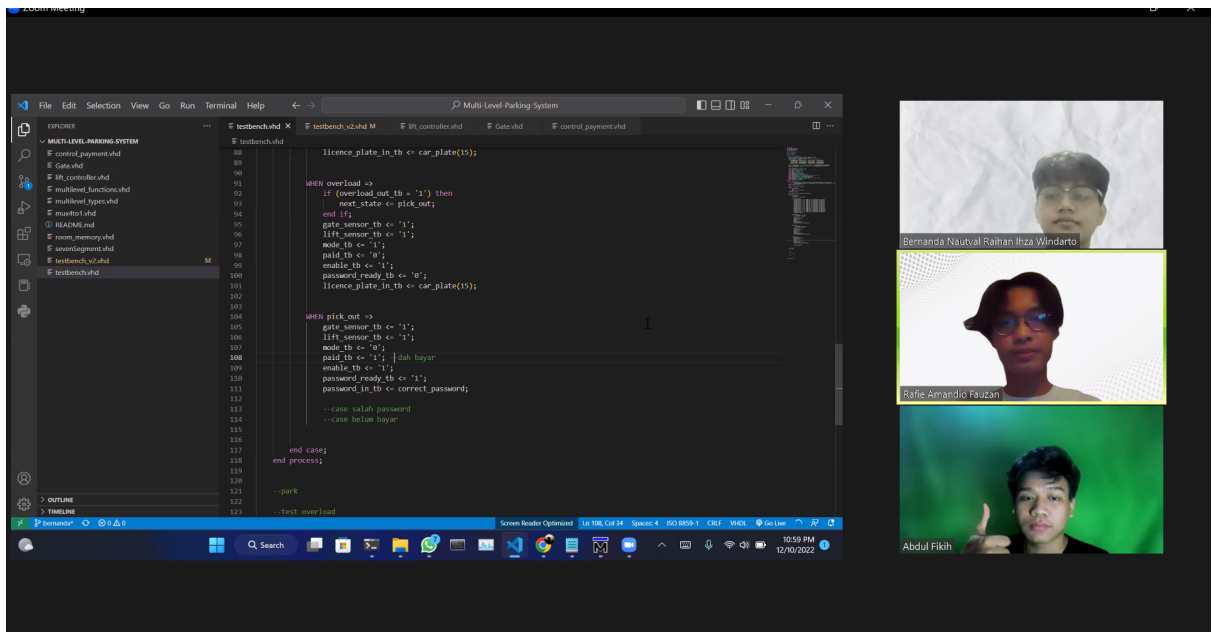 Zoom Meeting
File Edit Selection View Go Run Terminal Help
Multi-Level-Parking-System
EXPLORER
MULTI-LEVEL-PARKING-SYSTEM
control_payment.vhd
Gate.vhd
lift_controller.vhd
multilevel_functions.vhd
multilevel_types.vhd
mux4to1.vhd
README.md
room_memory.vhd
sevenSegment.vhd
testbench_v2.vhd M
testbench.vhd
OUTLINE
TIMELINE
testbench.vhd testbench_v2.vhd M lift_controller.vhd Gate.vhd control_payment.vhd
testbench.vhd
88 licence_plate_in_tb <= car_plate(15);
89
90
91 WHEN overload =>
92 if (overload_out_tb = '1') then
93 next_state <= pick_out;
94 end if;
95 gate_sensor_tb <= '1';
96 lift_sensor_tb <= '1';
97 mode_tb <= '1';
98 paid_tb <= '0';
99 enable_tb <= '1';
100 password_ready_tb <= '0';
101 licence_plate_in_tb <= car_plate(15);
102
103
104 WHEN pick_out =>
105 gate_sensor_tb <= '1';
106 lift_sensor_tb <= '1';
107 mode_tb <= '0';
108 paid_tb <= '1'; --dah bayar
109 enable_tb <= '1';
110 password_ready_tb <= '1';
111 password_in_tb <= correct_password;
112
113 --case salah password
114 --case belum bayar
115
116
117 end case;
118 end process;
119
120
121 --park
122
123 --test overload
bernanda* 0 0 Screen Reader Optimized Ln 108, Col 34 Spaces: 4 ISO 8859-1 CRLF VHDL Go Live
Search
10:59 PM
12/10/2022
Bernanda Nautval Raihan Ihza Windarto
Rafie Amandio Fauzan
Abdul Fikih